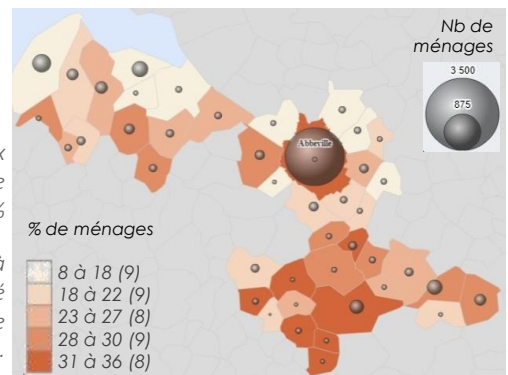 Nb de
ménages
3 500
875
Abbeville
x
e
%
à
é
e
.
% de ménages
8 à 18 (9)
18 à 22 (9)
23 à 27 (8)
28 à 30 (9)
31 à 36 (8)